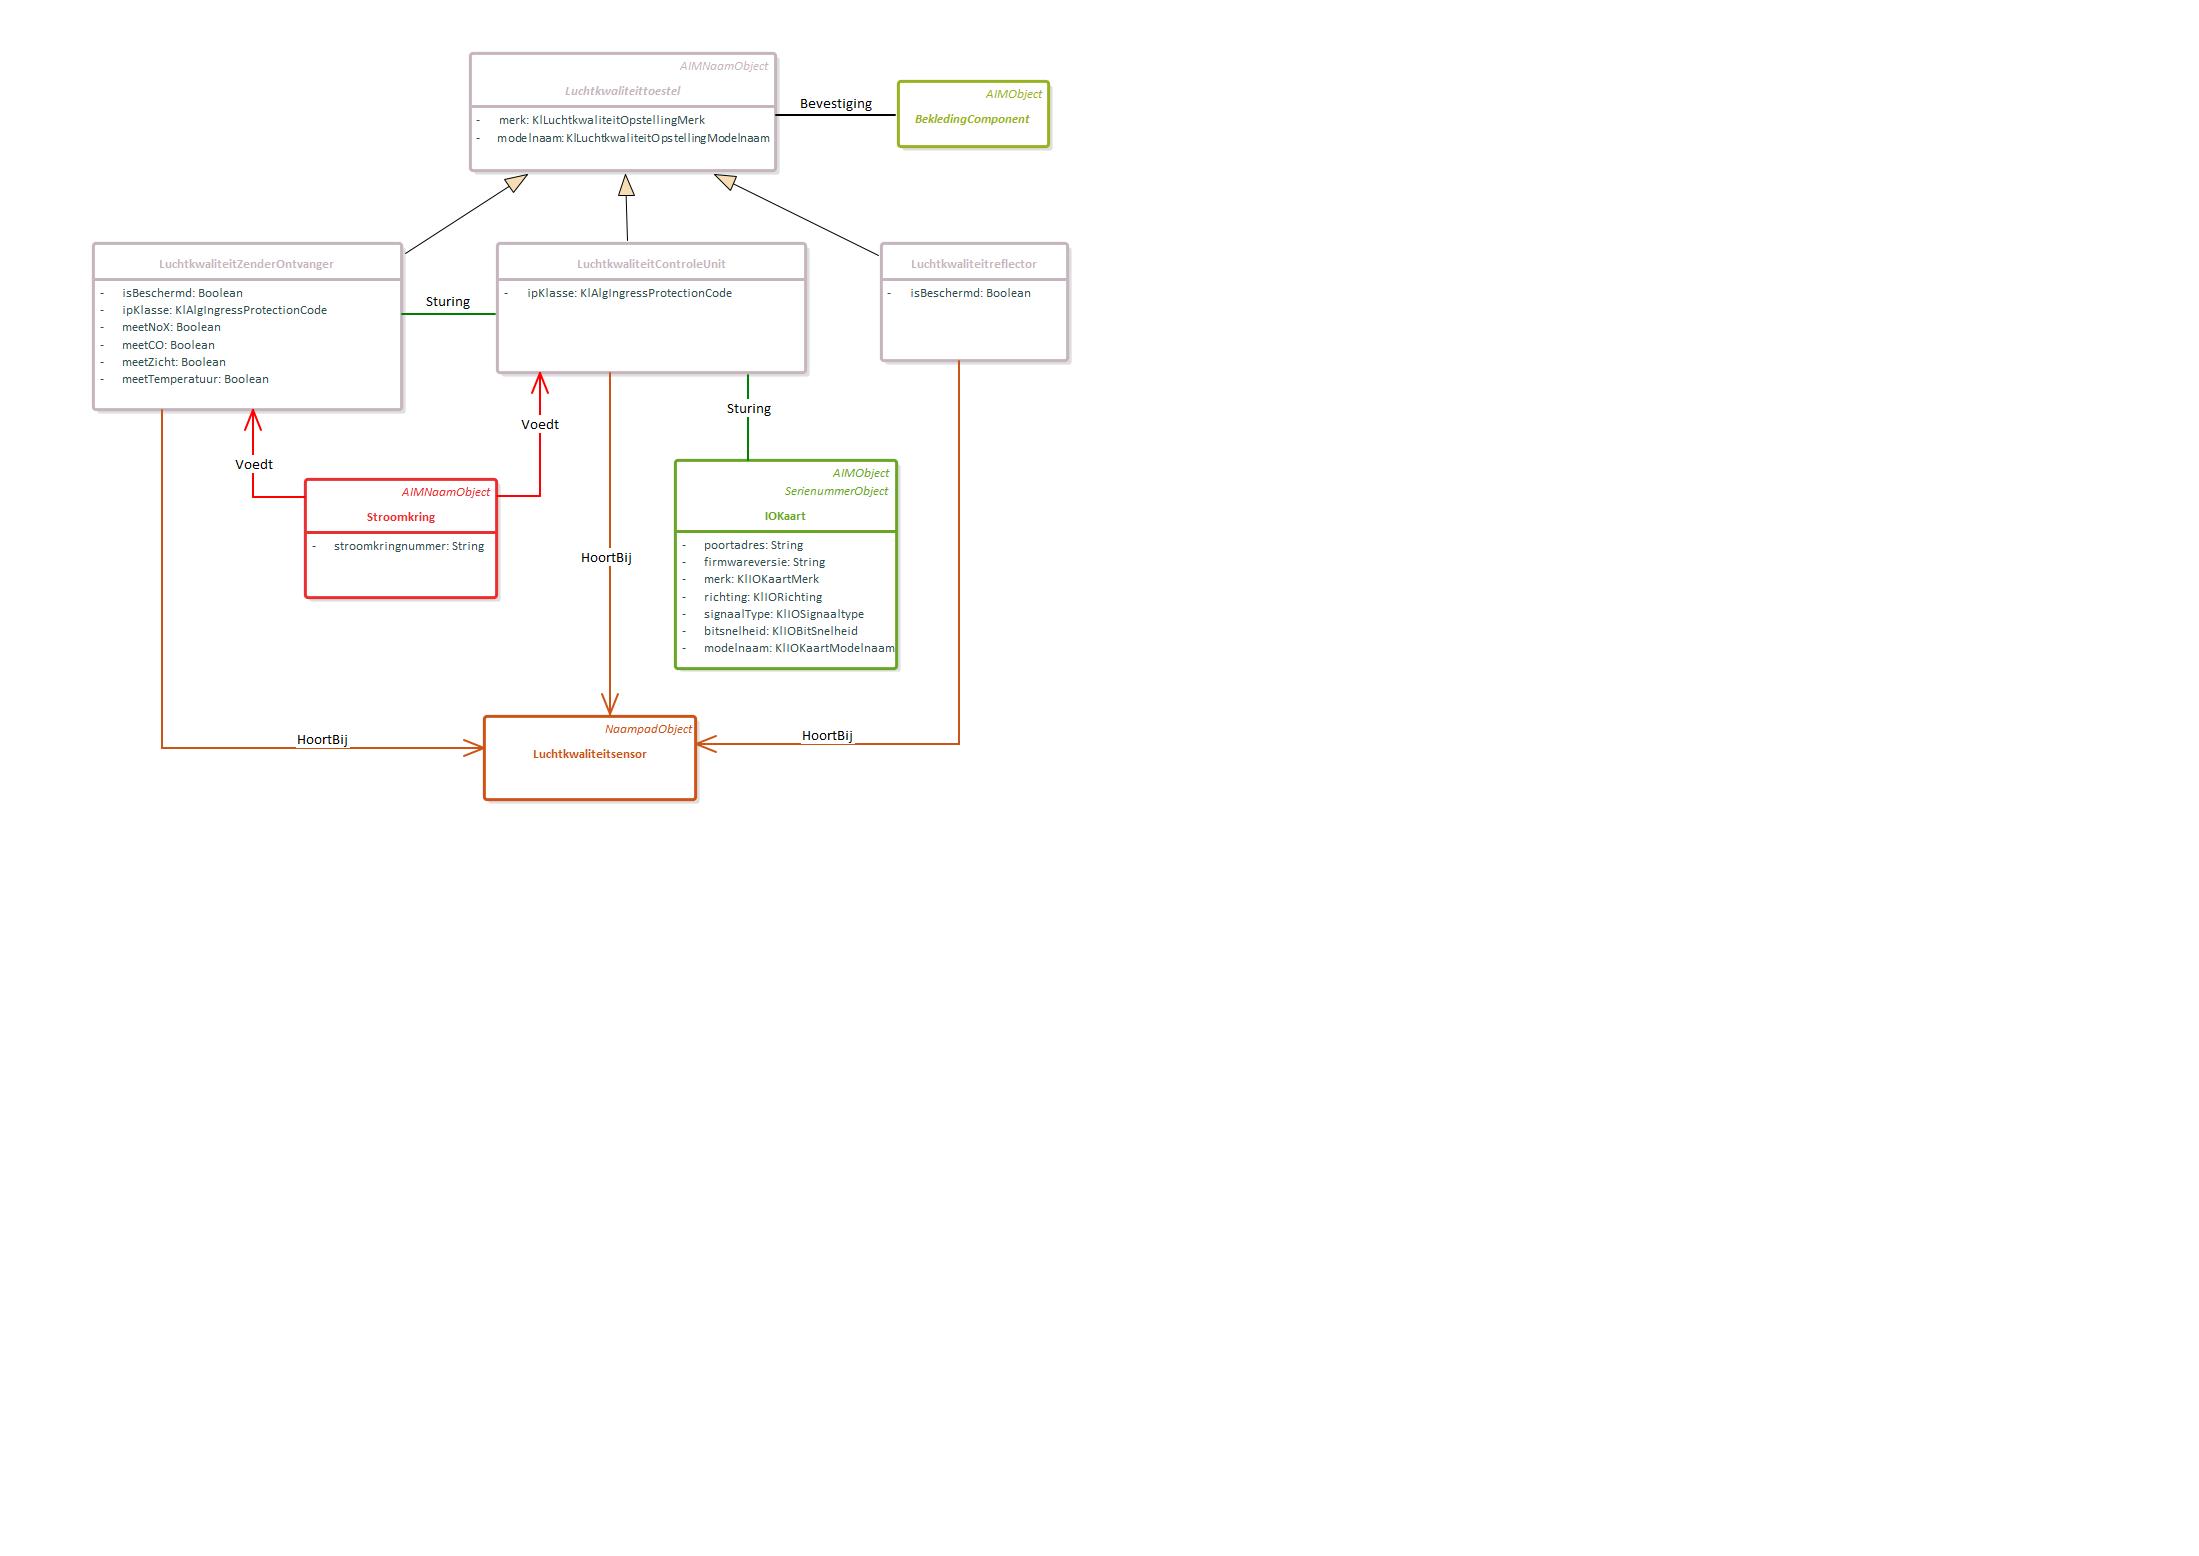 AIMNaamObject
Luchtkwaliteittoestel
- merk: KlLuchtkwaliteitOpstellingMerk
- modelnaam: KlLuchtkwaliteitOpstellingModelnaam
Bevestiging
AIMObject
BekledingComponent
LuchtkwaliteitZenderOntvanger
- isBeschermd: Boolean
- ipKlasse: KlAlgIngressProtectionCode
- meetNoX: Boolean
- meetCO: Boolean
- meetZicht: Boolean
- meetTemperatuur: Boolean
Sturing
LuchtkwaliteitControleUnit
- ipKlasse: KlAlgIngressProtectionCode
Luchtkwaliteitreflector
- isBeschermd: Boolean
Voedt
Voedt
Sturing
AIMNaamObject
Stroomkring
- stroomkringnummer: String
HoortBij
AIMObject
SerienummerObject
IOKaart
- poortadres: String
- firmwareversie: String
- merk: KlIOKaartMerk
- richting: KlIORichting
- signaalType: KlIOSignaaltype
- bitsnelheid: KlIOBitSnelheid
- modelnaam: KlIOKaartModelnaam
HoortBij
NaampadObject
Luchtkwaliteitsensor
HoortBij